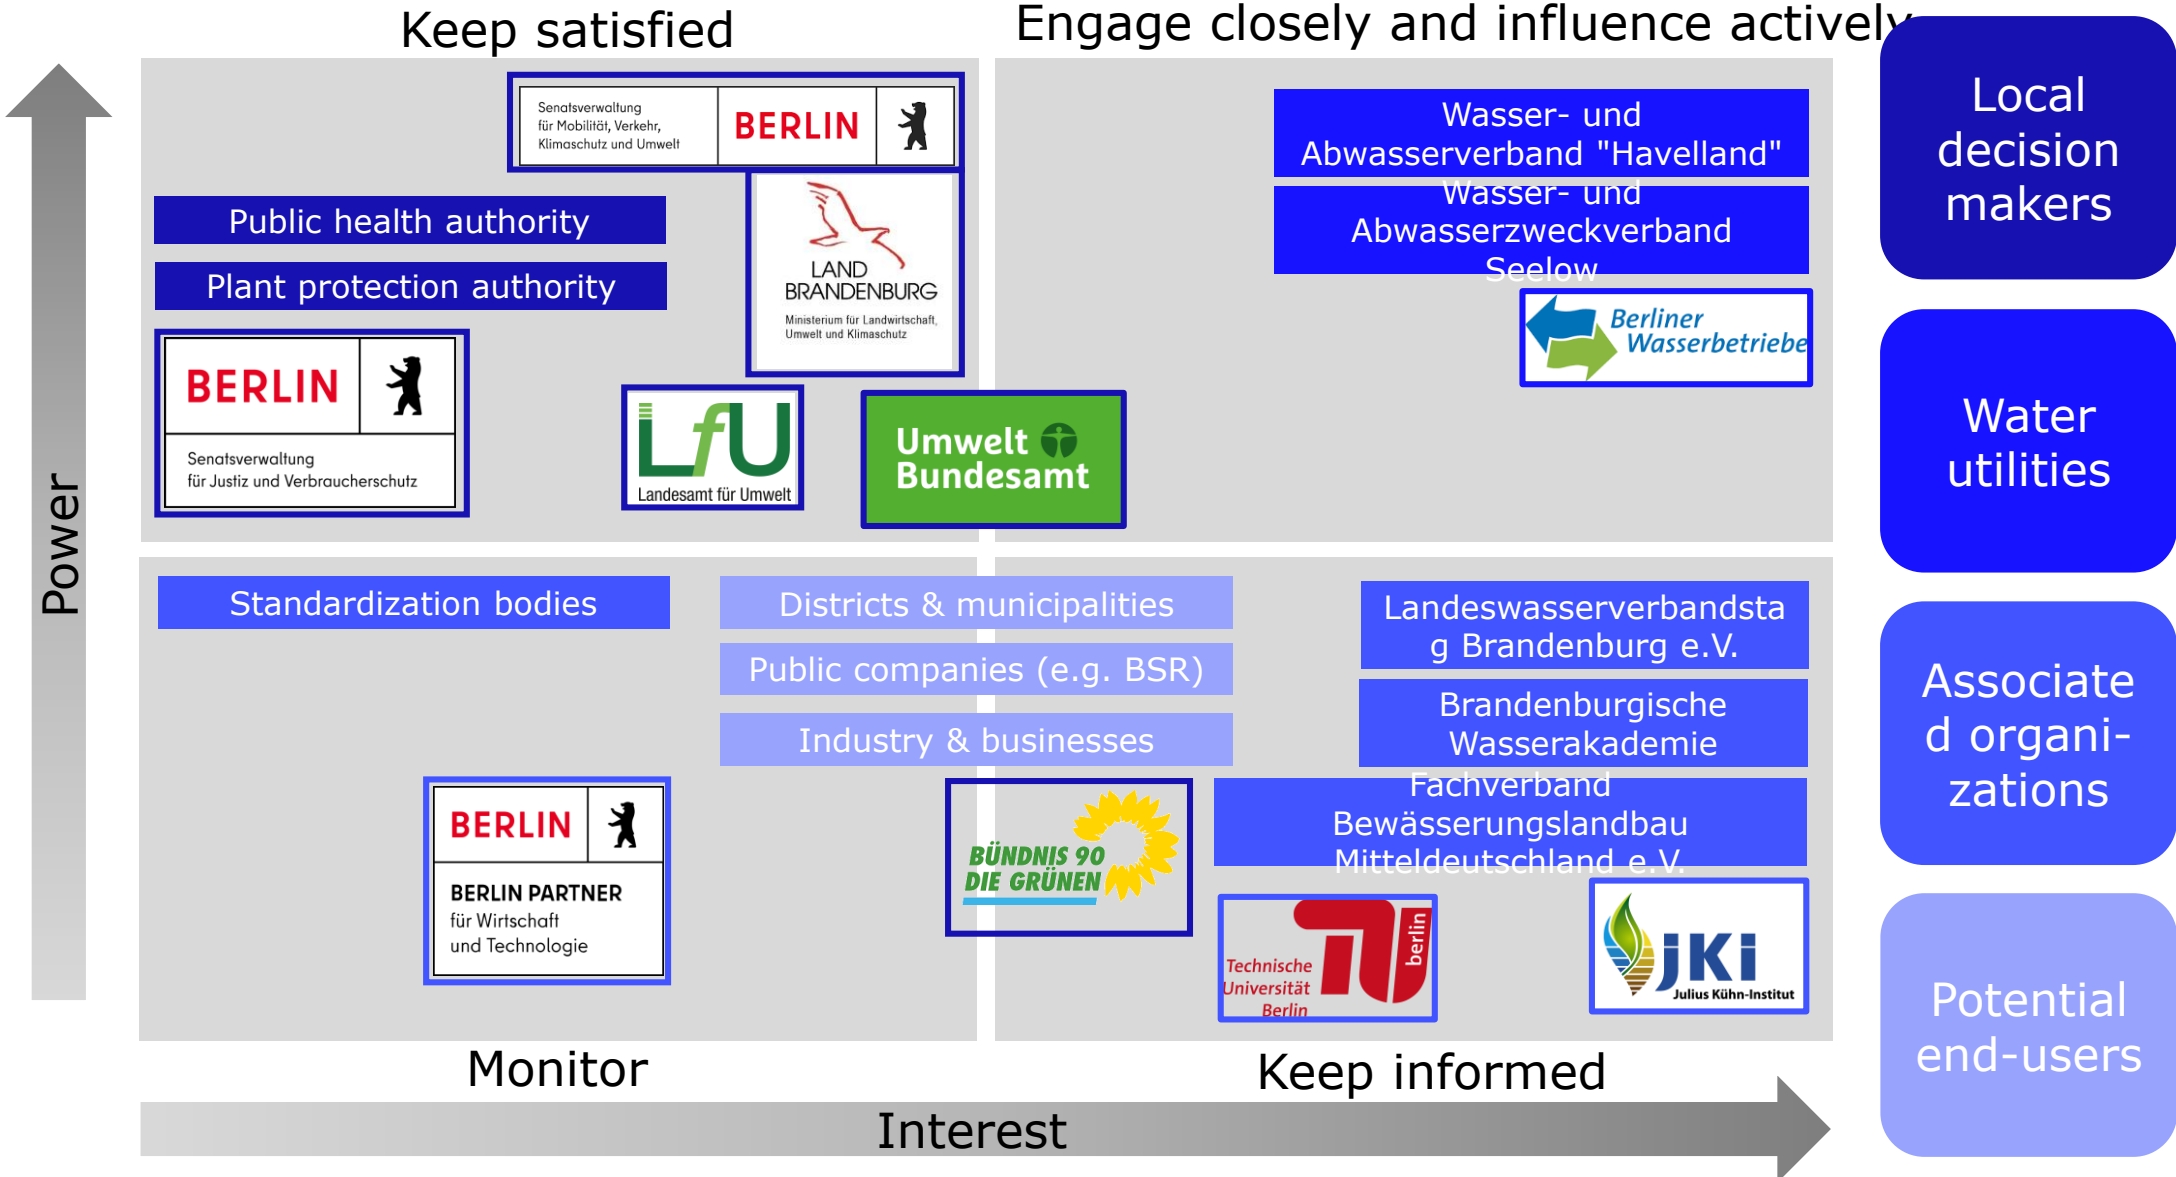 Keep satisfied
Engage closely and influence actively
Senatsverwaltung
für Mobilität, Verkehr,
Klimaschutz und Umwelt
BERLIN
Public health authority
Plant protection authority
LAND
BRANDENBURG
Ministerium für Landwirtschaft,
Umwelt und Klimaschutz
BERLIN
Senatsverwaltung
für Justiz und Verbraucherschutz
LfU
Landesamt für Umwelt
Umwelt
Bundesamt
Wasser- und
Abwasserverband "Havelland"
Wasser- und
Abwasserzweckverband
Seelow
Berliner
Wasserbetriebe
Power
Standardization bodies
Districts & municipalities
Public companies (e.g. BSR)
Industry & businesses
BERLIN
BERLIN PARTNER
für Wirtschaft
und Technologie
BÜNDNIS 90
DIE GRÜNEN
Landeswasserverbandsta
g Brandenburg e.V.
Brandenburgische
Wasserakademie
Fachverband
Bewässerungslandbau
Mitteldeutschland e.V.
Technische
Universität
Berlin
berlin
JKi
Julius Kühn-Institut
Monitor
Keep informed
Interest
Local
decision
makers
Water
utilities
Associate
d organi-
zations
Potential
end-users